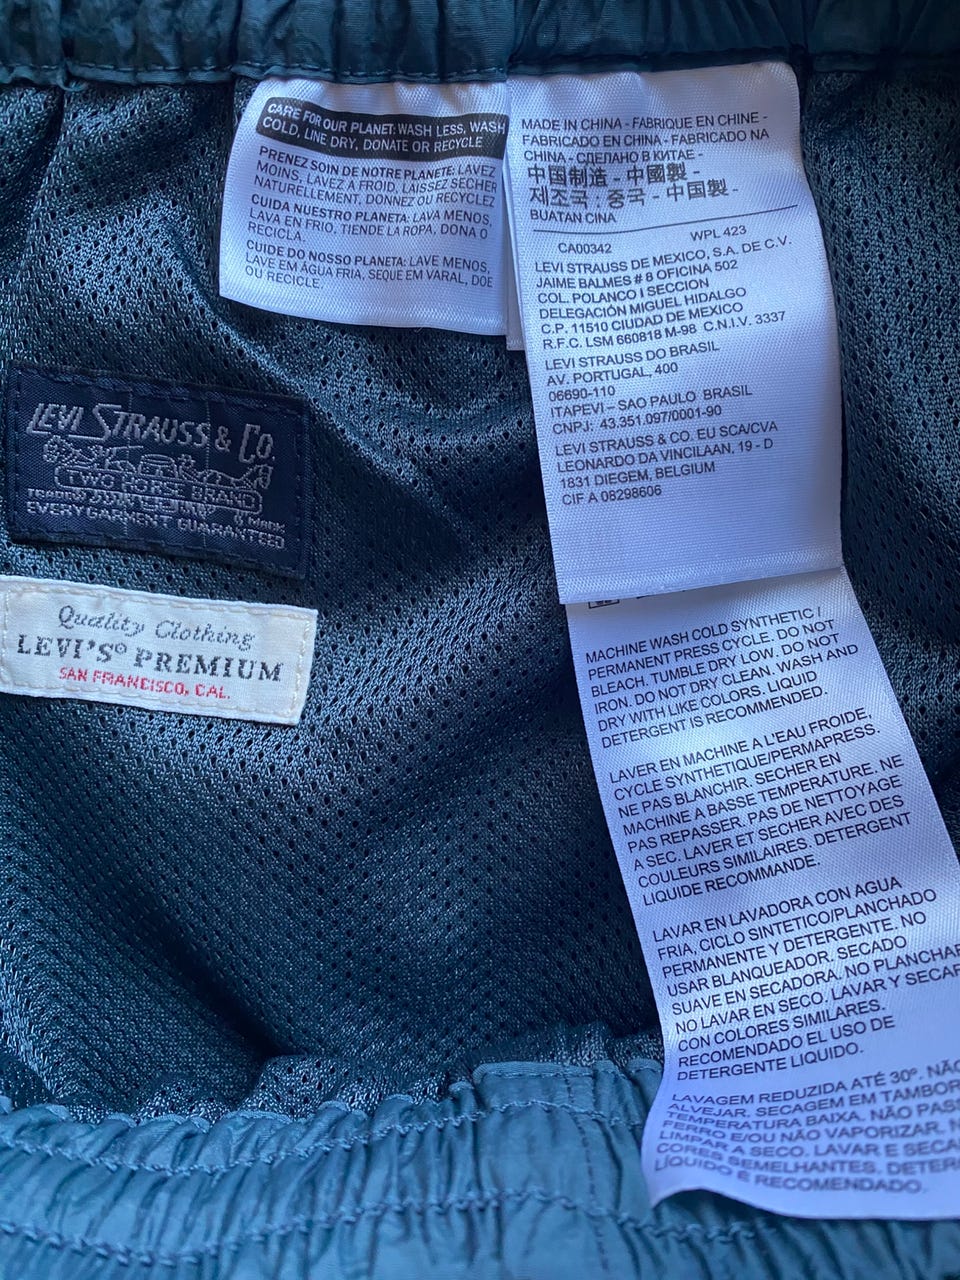 CARE FOR OUR PLANET: WASH LESS, WASH
COLD, LINE DRY, DONATE OR RECYCLE
PRENEZ SOIN DE NOTRE PLANETE: LAVEZ
MOINS, LAVEZ A FROID, LAISSEZ SECHER
NATURELLEMENT, DONNEZ OU RECYCLEZ
CUIDA NUESTRO PLANETA: LAVA MENOS,
LAVA EN FRIO, TIENDE LA ROPA, DONA O
RECICLA.
CUIDE DO NOSSO PLANETA: LAVE MENOS,
LAVE EM ÁGUA FRIA, SEQUE EM VARAL, DOE
OU RECICLE.
MADE IN CHINA - FABRIQUE EN CHINE -
FABRICADO EN CHINA - FABRICADO NA
CHINA - СДЕЛАНО В КИТАЕ -
中国制造 - 中國製 -
제조국 : 중국 - 中国製 -
BUATAN CINA
CA00342 WPL 423
LEVI STRAUSS DE MEXICO, S.A. DE C.V.
JAIME BALMES # 8 OFICINA 502
COL. POLANCO I SECCION
DELEGACIÓN MIGUEL HIDALGO
C.P. 11510 CIUDAD DE MEXICO
R.F.C. LSM 660818 M-98 C.N.I.V. 3337
LEVI STRAUSS DO BRASIL
AV. PORTUGAL, 400
06690-110
ITAPEVI – SAO PAULO BRASIL
CNPJ: 43.351.097/0001-90
LEVI STRAUSS & CO. EU SCA/CVA
LEONARDO DA VINCILAAN, 19 - D
1831 DIEGEM, BELGIUM
CIF A 08298606
LEVI STRAUSS & CO.
TWO HORSE BRAND
TRADE & MARK
EVERY GARMENT GUARANTEED
Quality Clothing
LEVI'S® PREMIUM
SAN FRANCISCO, CAL.
MACHINE WASH COLD SYNTHETIC /
PERMANENT PRESS CYCLE. DO NOT
BLEACH. TUMBLE DRY LOW. DO NOT
IRON. DO NOT DRY CLEAN. WASH AND
DRY WITH LIKE COLORS. LIQUID
DETERGENT IS RECOMMENDED.
LAVER EN MACHINE A L'EAU FROIDE,
CYCLE SYNTHETIQUE/PERMAPRESS.
NE PAS BLANCHIR. SECHER EN
MACHINE A BASSE TEMPERATURE. NE
PAS REPASSER. PAS DE NETTOYAGE
A SEC. LAVER ET SECHER AVEC DES
COULEURS SIMILAIRES. DETERGENT
LIQUIDE RECOMMANDE.
LAVAR EN LAVADORA CON AGUA
FRIA, CICLO SINTETICO/PLANCHADO
PERMANENTE Y DETERGENTE. NO
USAR BLANQUEADOR. SECADO
SUAVE EN SECADORA. NO PLANCHAR
NO LAVAR EN SECO. LAVAR Y SECAR
CON COLORES SIMILARES.
RECOMENDADO EL USO DE
DETERGENTE LIQUIDO.
LAVAGEM REDUZIDA ATÉ 30º. NÃO
ALVEJAR. SECAGEM EM TAMBOR
TEMPERATURA BAIXA. NÃO PAS
FERRO E/OU NÃO VAPORIZAR. N
LIMPAR A SECO. LAVAR E SECA
CORES SEMELHANTES. DETER
LÍQUIDO É RECOMENDADO.